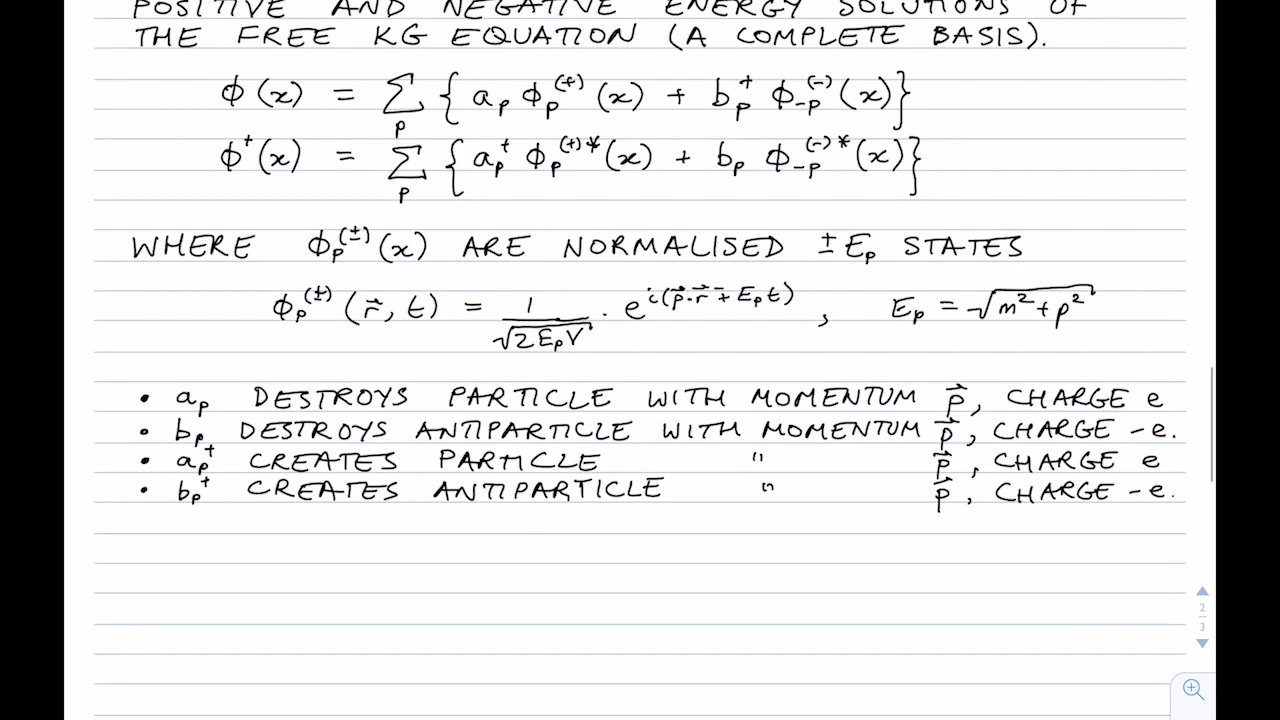 POSITIVE AND NEGATIVE ENERGY SOLUTIONS OF
THE FREE KG EQUATION (A COMPLETE BASIS).
ϕ(x) = Σ_p { a_p ϕ_p^(+)(x) + b_p^† ϕ_-p^(-)(x) }
ϕ^†(x) = Σ_p { a_p^† ϕ_p^(+)*(x) + b_p ϕ_-p^(-)*(x) }
WHERE ϕ_p^(±)(x) ARE NORMALISED ±E_p STATES
ϕ_p^(±)(r⃗, t) = 1/√(2E_pV) · e^i(p⃗·r⃗ ∓ E_p t), E_p = √(m² + p²)
• a_p DESTROYS PARTICLE WITH MOMENTUM p⃗, CHARGE e
• b_p DESTROYS ANTIPARTICLE WITH MOMENTUM p⃗, CHARGE -e.
• a_p^† CREATES PARTICLE " p⃗, CHARGE e
• b_p^† CREATES ANTIPARTICLE " p⃗, CHARGE -e.
2
3